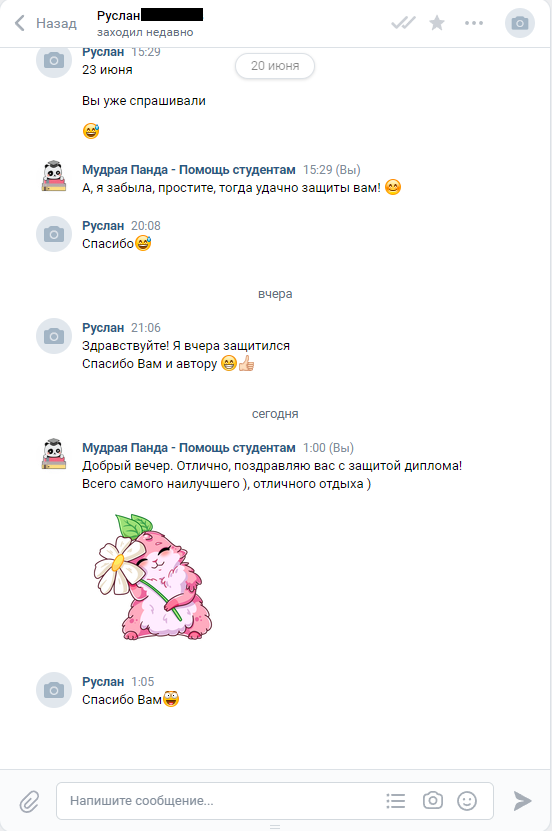 Назад
Руслан
заходил недавно
Руслан 15:29
20 июня
23 июня
Вы уже спрашивали
😅
Мудрая Панда - Помощь студентам 15:29 (Вы)
А, я забыла, простите, тогда удачно защиты вам! 😊
Руслан 20:08
Спасибо😅
вчера
Руслан 21:06
Здравствуйте! Я вчера защитился
Спасибо Вам и автору 😁👍🏻
сегодня
Мудрая Панда - Помощь студентам 1:00 (Вы)
Добрый вечер. Отлично, поздравляю вас с защитой диплома!
Всего самого наилучшего ), отличного отдыха )
Руслан 1:05
Спасибо Вам😜
Напишите сообщение...